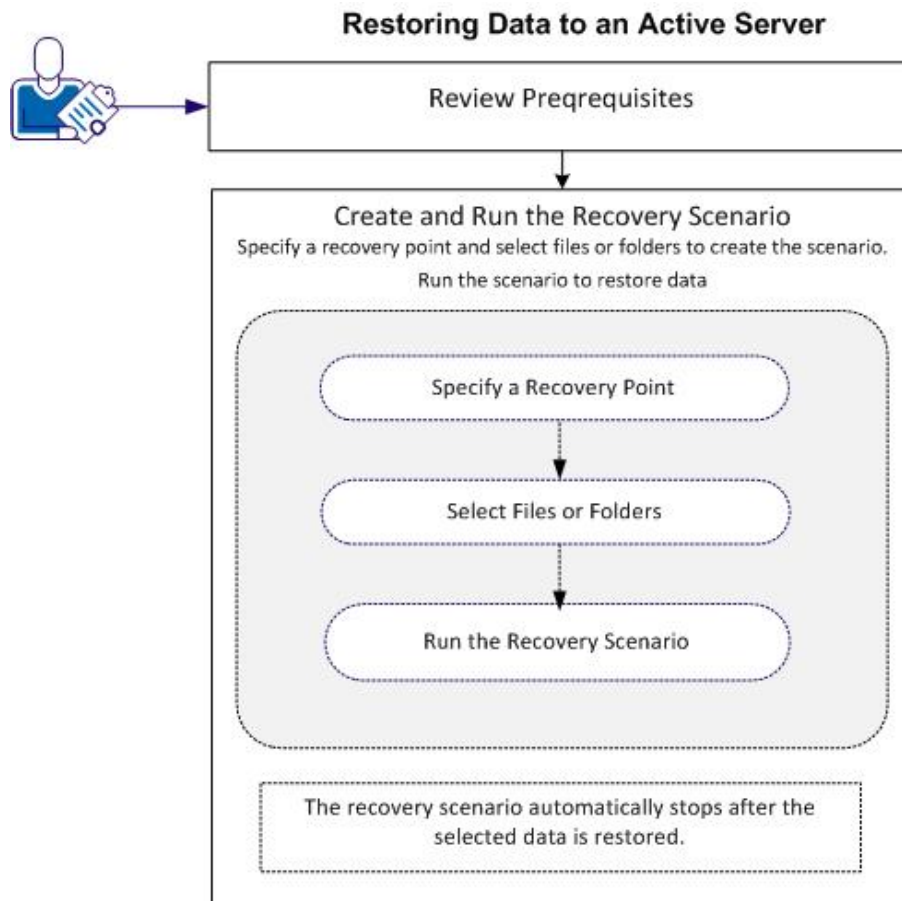 Restoring Data to an Active Server
Review Preqrequisites
Create and Run the Recovery Scenario
Specify a recovery point and select files or folders to create the scenario.
Run the scenario to restore data
Specify a Recovery Point
Select Files or Folders
Run the Recovery Scenario
The recovery scenario automatically stops after the
selected data is restored.